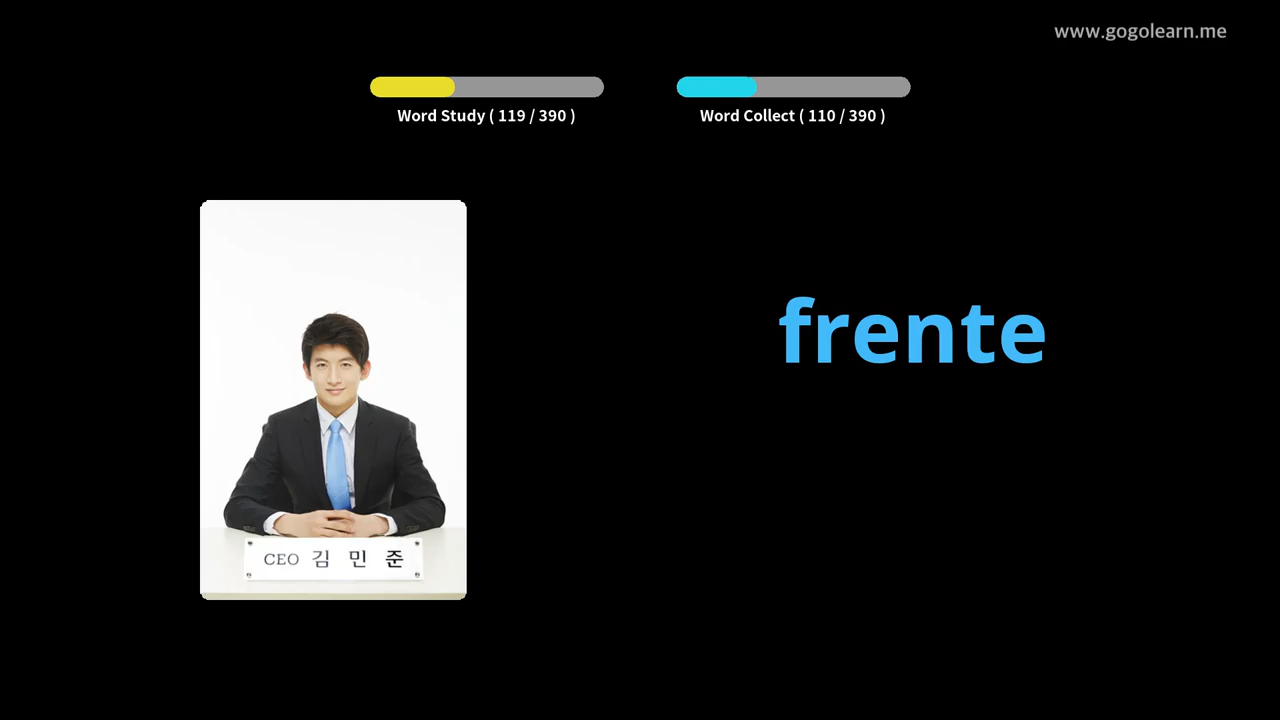 www.gogolearn.me
Word Study ( 119 / 390 )
Word Collect ( 110 / 390 )
frente
CEO 김 민 준